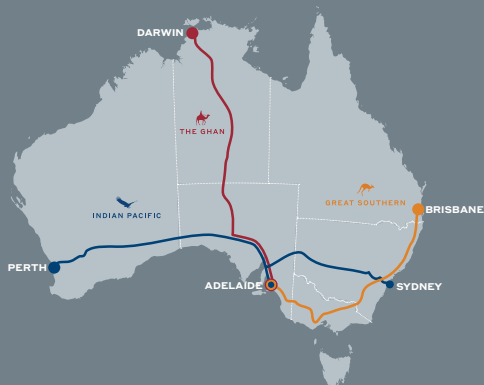 DARWIN
THE GHAN
GREAT SOUTHERN
INDIAN PACIFIC
BRISBANE
PERTH
ADELAIDE
SYDNEY